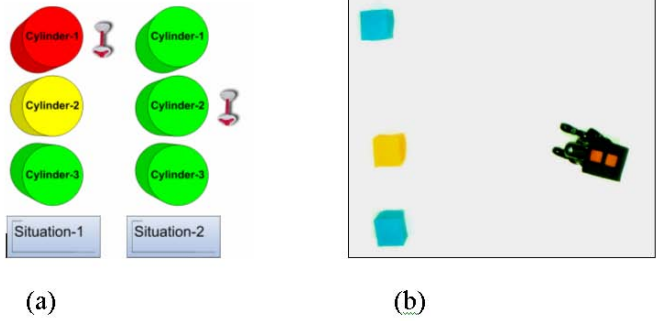 Cylinder-1 Cylinder-1
Cylinder-2 Cylinder-2
Cylinder-3 Cylinder-3
Situation-1 Situation-2
(a) (b)